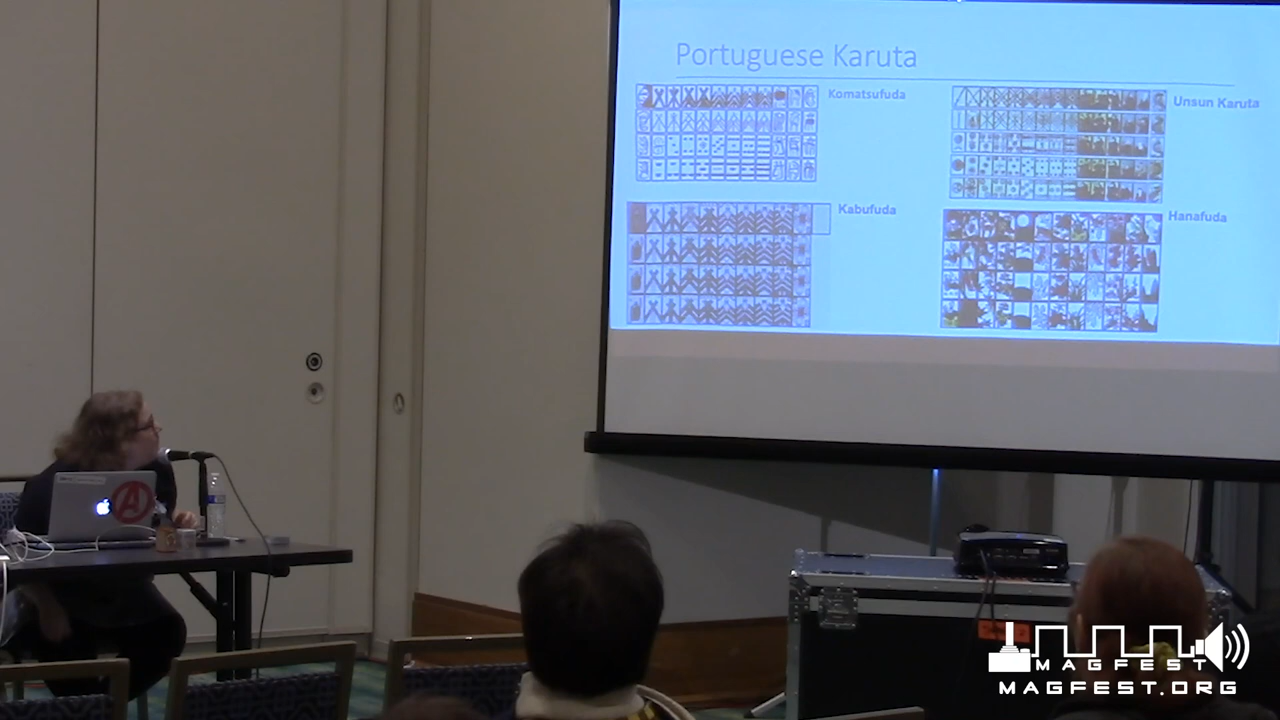 Portuguese Karuta
Komatsufuda
Unsun Karuta
Kabufuda
Hanafuda
MAGFEST
MAGFEST.ORG